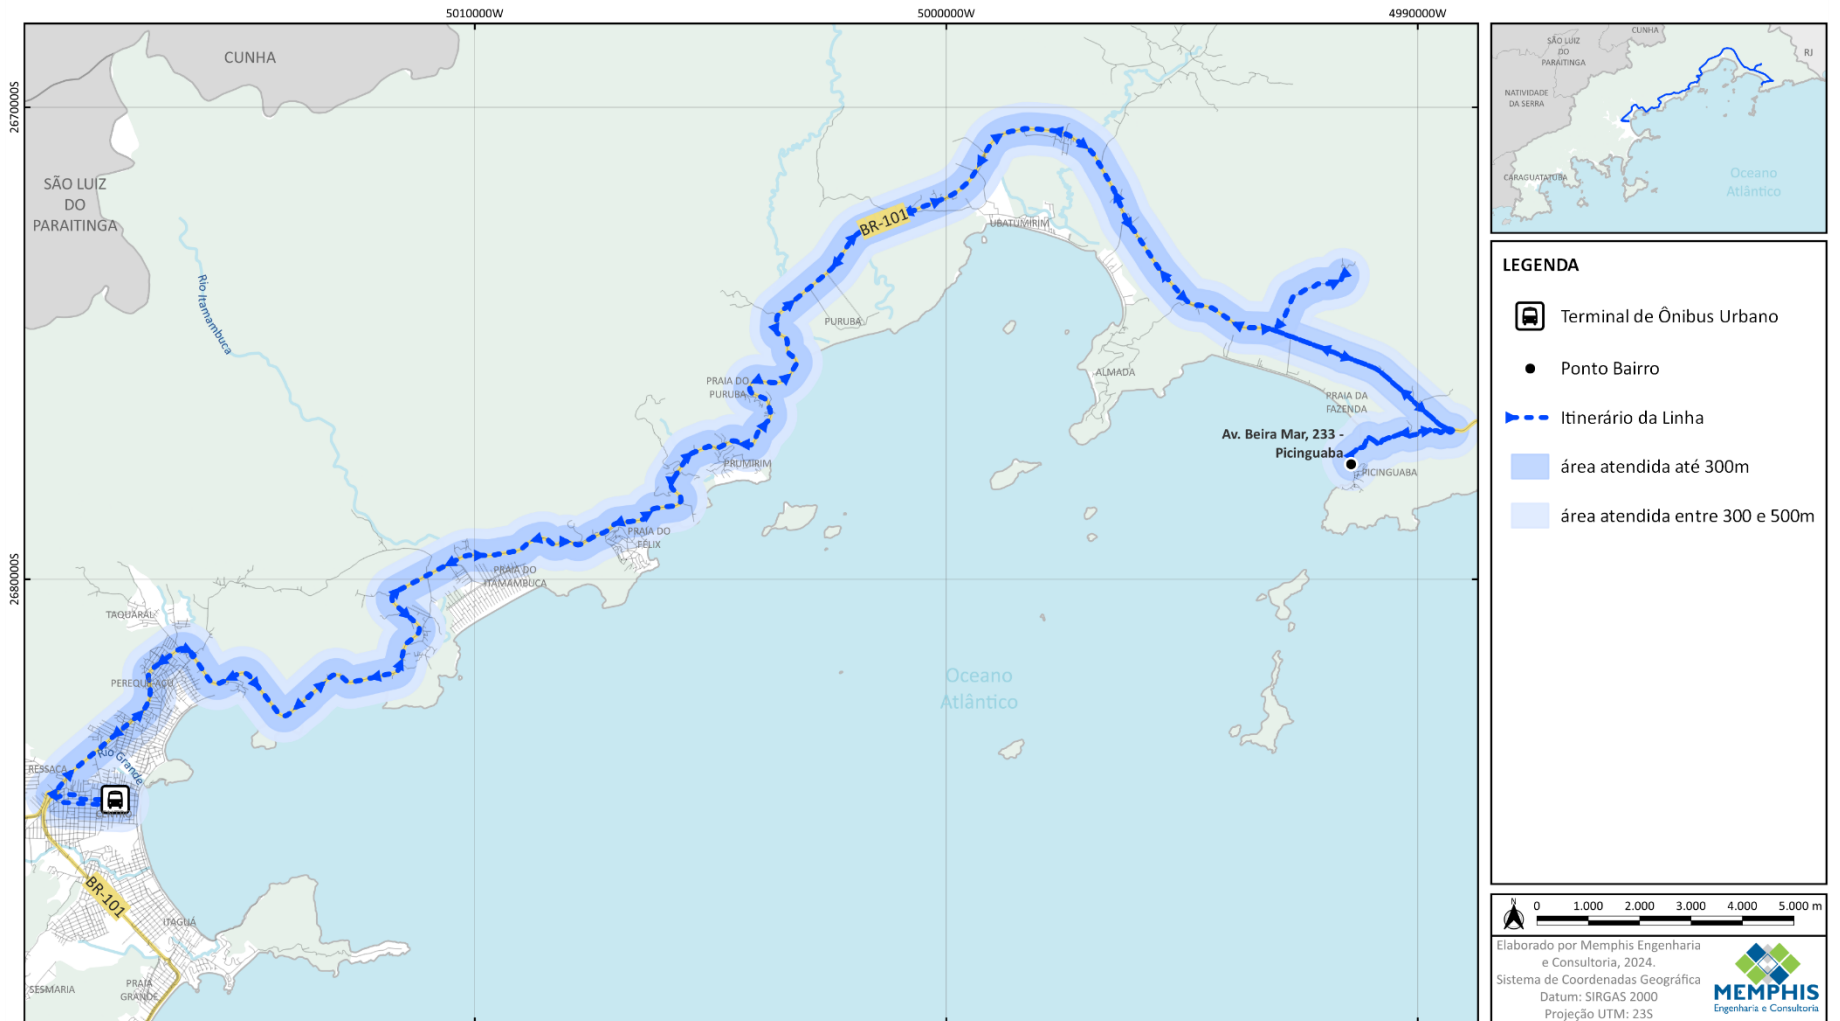 5010000W
5000000W
4990000W
2670000S
2680000S
CUNHA
SÃO LUIZ
DO
PARAITINGA
Rio Itamambuca
BR-101
UBATUMIRIM
PURUBA
PRAIA DO
PURUBA
PRUMIRIM
ALMADA
PRAIA DA
FAZENDA
Av. Beira Mar, 233 -
Picinguaba
PICINGUABA
PRAIA DO
FÉLIX
PRAIA DO
ITAMAMBUCA
TAQUARAL
PEREQUÊ-AÇU
Rio Grande
RESSACA
CENTRO
BR-101
ITAGUÁ
SESMARIA
PRAIA
GRANDE
Oceano
Atlântico
CUNHA
SÃO LUIZ
DO
PARAITINGA
RJ
NATIVIDADE
DA SERRA
CARAGUATATUBA
Oceano
Atlântico
LEGENDA
Terminal de Ônibus Urbano
Ponto Bairro
Itinerário da Linha
área atendida até 300m
área atendida entre 300 e 500m
N
0 1.000 2.000 3.000 4.000 5.000 m
Elaborado por Memphis Engenharia
e Consultoria, 2024.
Sistema de Coordenadas Geográfica
Datum: SIRGAS 2000
Projeção UTM: 23S
MEMPHIS
Engenharia e Consultoria